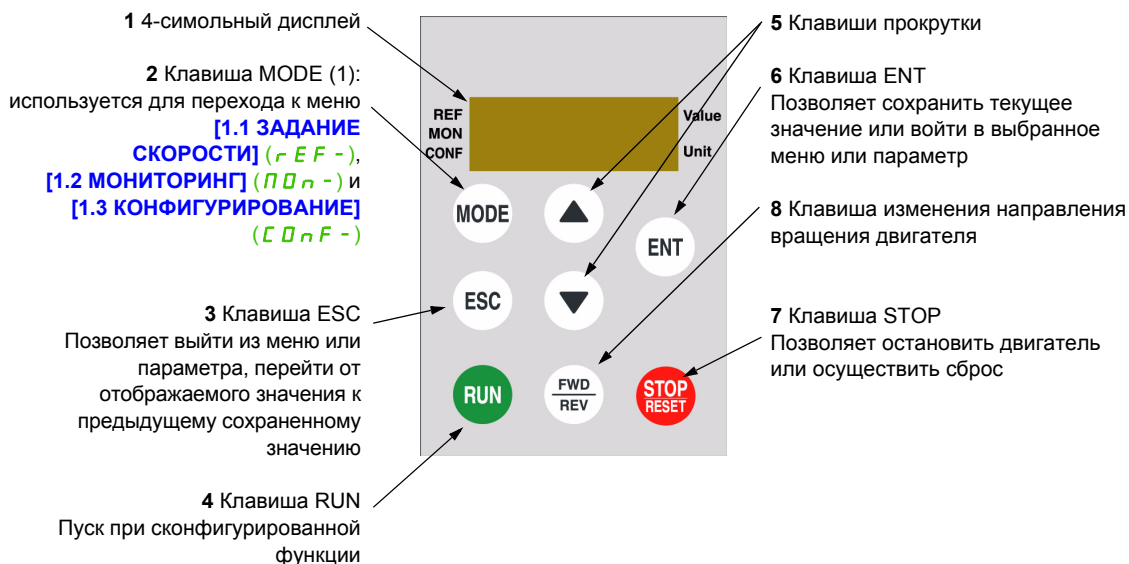 1 4-симольный дисплей
2 Клавиша MODE (1):
используется для перехода к меню
[1.1 ЗАДАНИЕ
СКОРОСТИ] (rEF-),
[1.2 МОНИТОРИНГ] (ПOn-) и
[1.3 КОНФИГУРИРОВАНИЕ]
(COnF-)
3 Клавиша ESC
Позволяет выйти из меню или
параметра, перейти от
отображаемого значения к
предыдущему сохраненному
значению
4 Клавиша RUN
Пуск при сконфигурированной
функции
REF
MON
CONF
Value
Unit
MODE
ENT
ESC
RUN
FWD
REV
STOP
RESET
5 Клавиши прокрутки
6 Клавиша ENT
Позволяет сохранить текущее
значение или войти в выбранное
меню или параметр
8 Клавиша изменения направления
вращения двигателя
7 Клавиша STOP
Позволяет остановить двигатель
или осуществить сброс